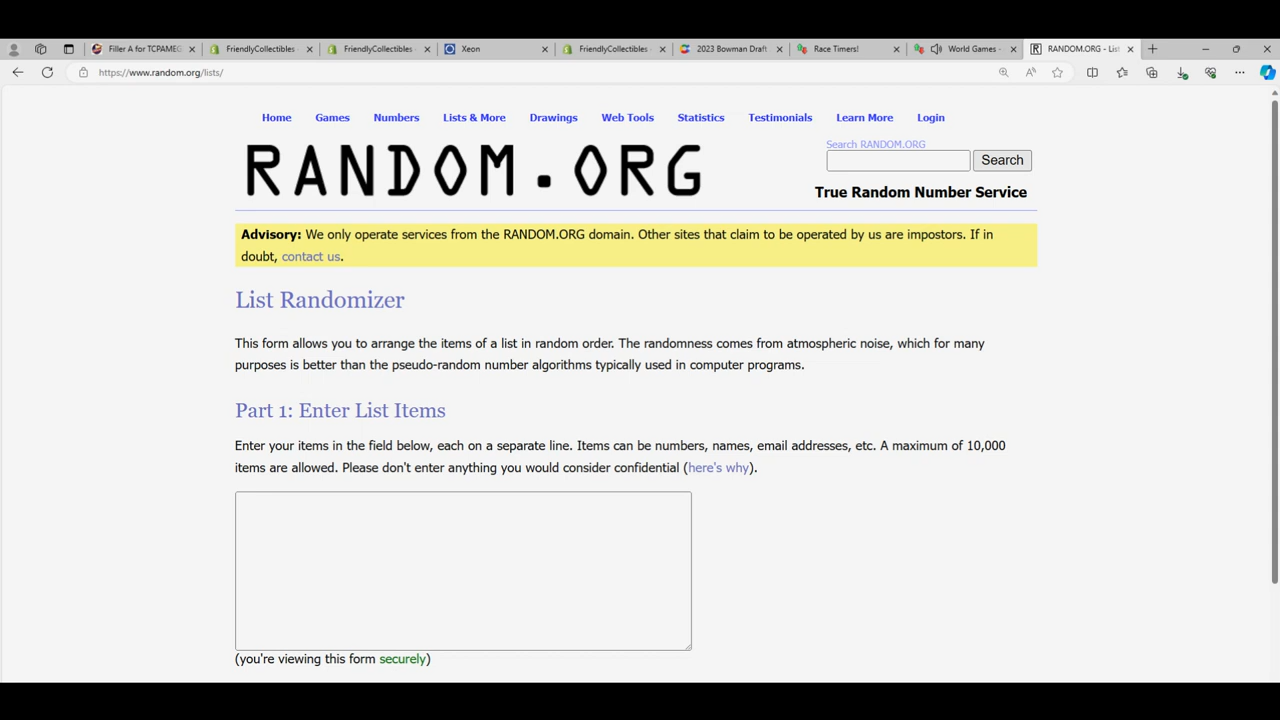 Filler A for TCPAMEG
FriendlyCollectibles
FriendlyCollectibles
Xeon
FriendlyCollectibles
2023 Bowman Draft
Race Timers!
World Games -
RANDOM.ORG - List
https://www.random.org/lists/
Home Games Numbers Lists & More Drawings Web Tools Statistics Testimonials Learn More Login
RANDOM.ORG
Search RANDOM.ORG
Search
True Random Number Service
Advisory: We only operate services from the RANDOM.ORG domain. Other sites that claim to be operated by us are impostors. If in
doubt, contact us.
List Randomizer
This form allows you to arrange the items of a list in random order. The randomness comes from atmospheric noise, which for many
purposes is better than the pseudo-random number algorithms typically used in computer programs.
Part 1: Enter List Items
Enter your items in the field below, each on a separate line. Items can be numbers, names, email addresses, etc. A maximum of 10,000
items are allowed. Please don't enter anything you would consider confidential (here's why).
(you're viewing this form securely)